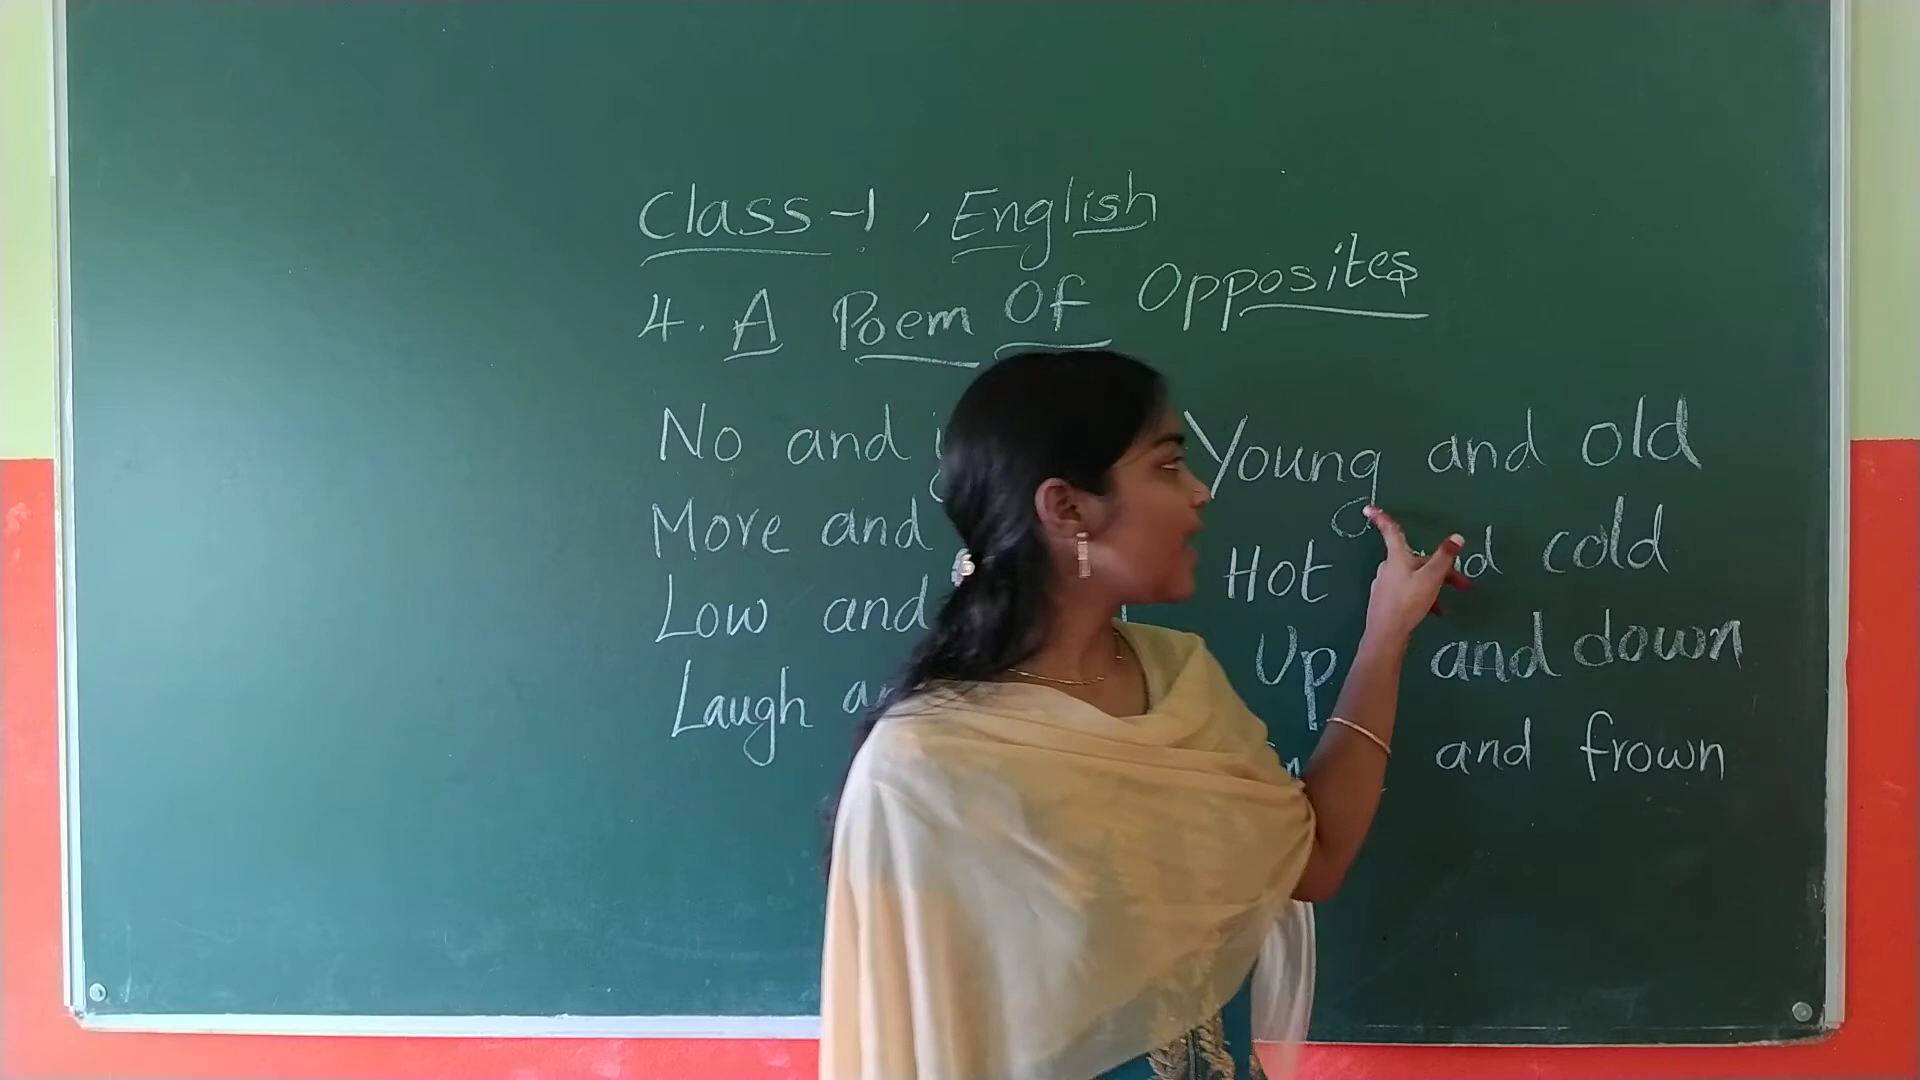 Class-1, English
4. A Poem Of Opposites
No and
More and
Low and
Laugh
Young and old
Hot and cold
Up and down
and frown